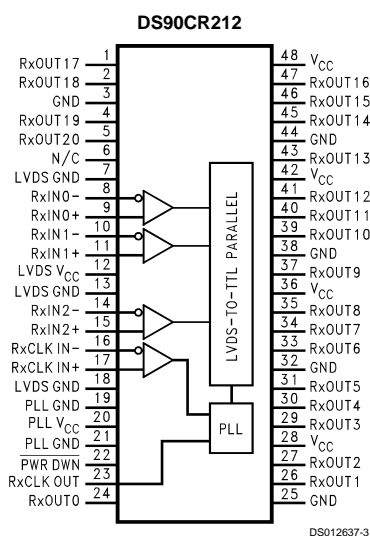 DS90CR212
RxOUT17 1
RxOUT18 2
GND 3
RxOUT19 4
RxOUT20 5
N/C 6
LVDS GND 7
RxIN0- 8
RxIN0+ 9
RxIN1- 10
RxIN1+ 11
LVDS VCC 12
LVDS GND 13
RxIN2- 14
RxIN2+ 15
RxCLK IN- 16
RxCLK IN+ 17
LVDS GND 18
PLL GND 19
PLL VCC 20
PLL GND 21
PWR DWN 22
RxCLK OUT 23
RxOUT0 24
LVDS-TO-TTL PARALLEL
PLL
48 VCC
47 RxOUT16
46 RxOUT15
45 RxOUT14
44 GND
43 RxOUT13
42 VCC
41 RxOUT12
40 RxOUT11
39 RxOUT10
38 GND
37 RxOUT9
36 VCC
35 RxOUT8
34 RxOUT7
33 RxOUT6
32 GND
31 RxOUT5
30 RxOUT4
29 RxOUT3
28 VCC
27 RxOUT2
26 RxOUT1
25 GND
DS012637-3